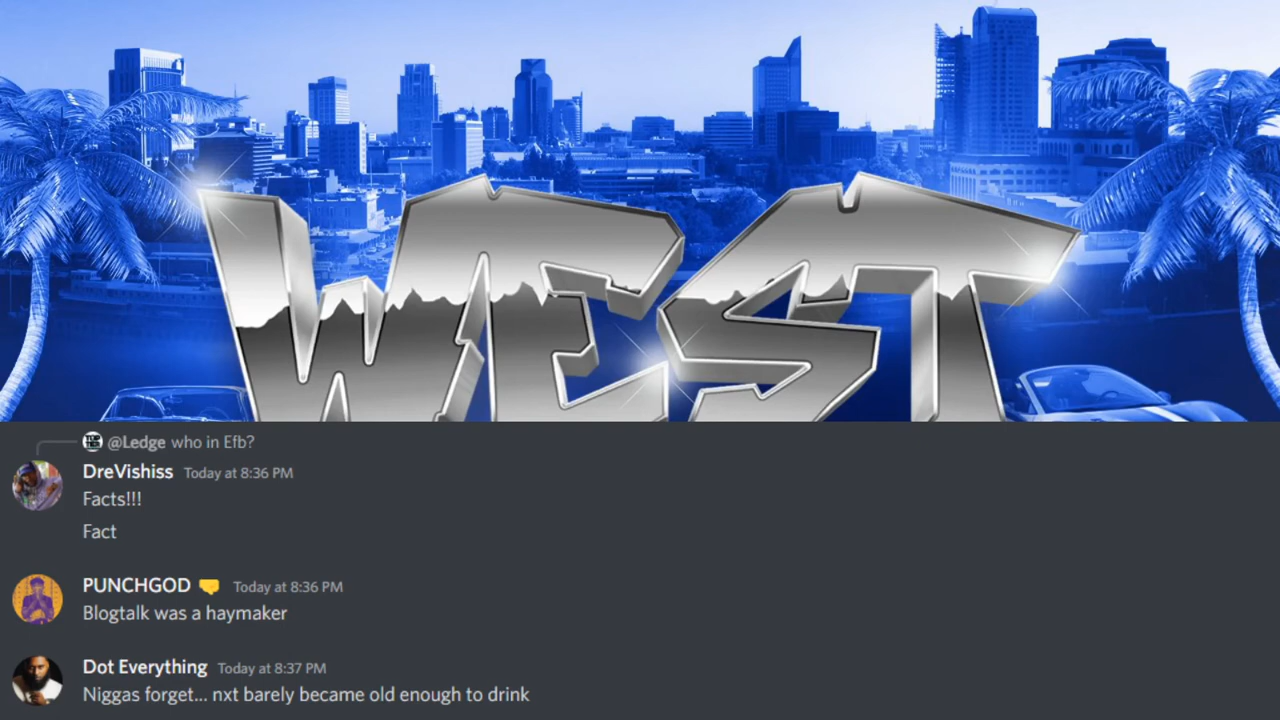 WEST
@Ledge who in Efb?
DreVishiss Today at 8:36 PM
Facts!!!
Fact
PUNCHGOD 🤜 Today at 8:36 PM
Blogtalk was a haymaker
Dot Everything Today at 8:37 PM
Niggas forget... nxt barely became old enough to drink